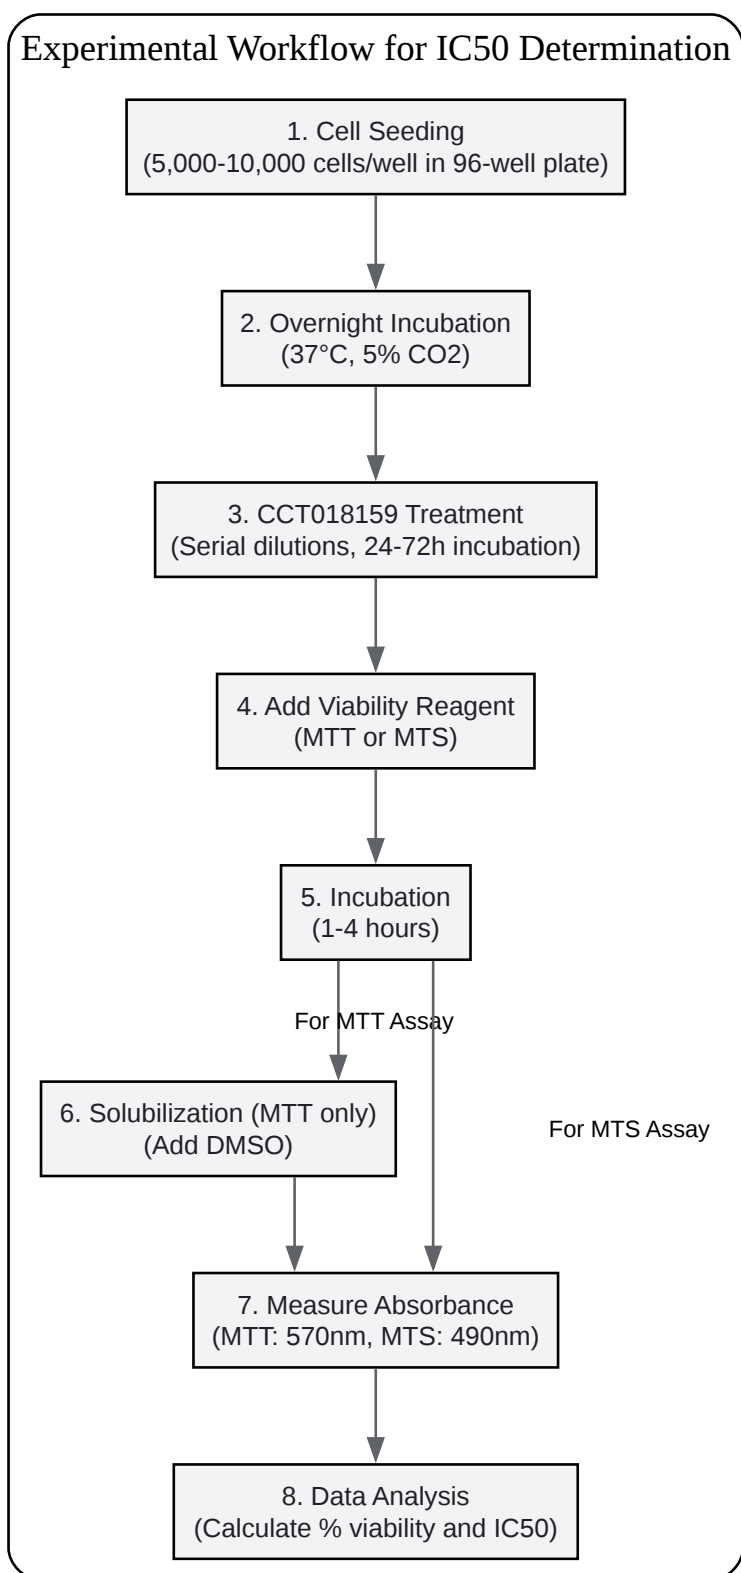 Experimental Workflow for IC50 Determination
1. Cell Seeding
(5,000-10,000 cells/well in 96-well plate)
2. Overnight Incubation
(37°C, 5% CO2)
3. CCT018159 Treatment
(Serial dilutions, 24-72h incubation)
4. Add Viability Reagent
(MTT or MTS)
5. Incubation
(1-4 hours)
For MTT Assay
6. Solubilization (MTT only)
(Add DMSO)
For MTS Assay
7. Measure Absorbance
(MTT: 570nm, MTS: 490nm)
8. Data Analysis
(Calculate % viability and IC50)